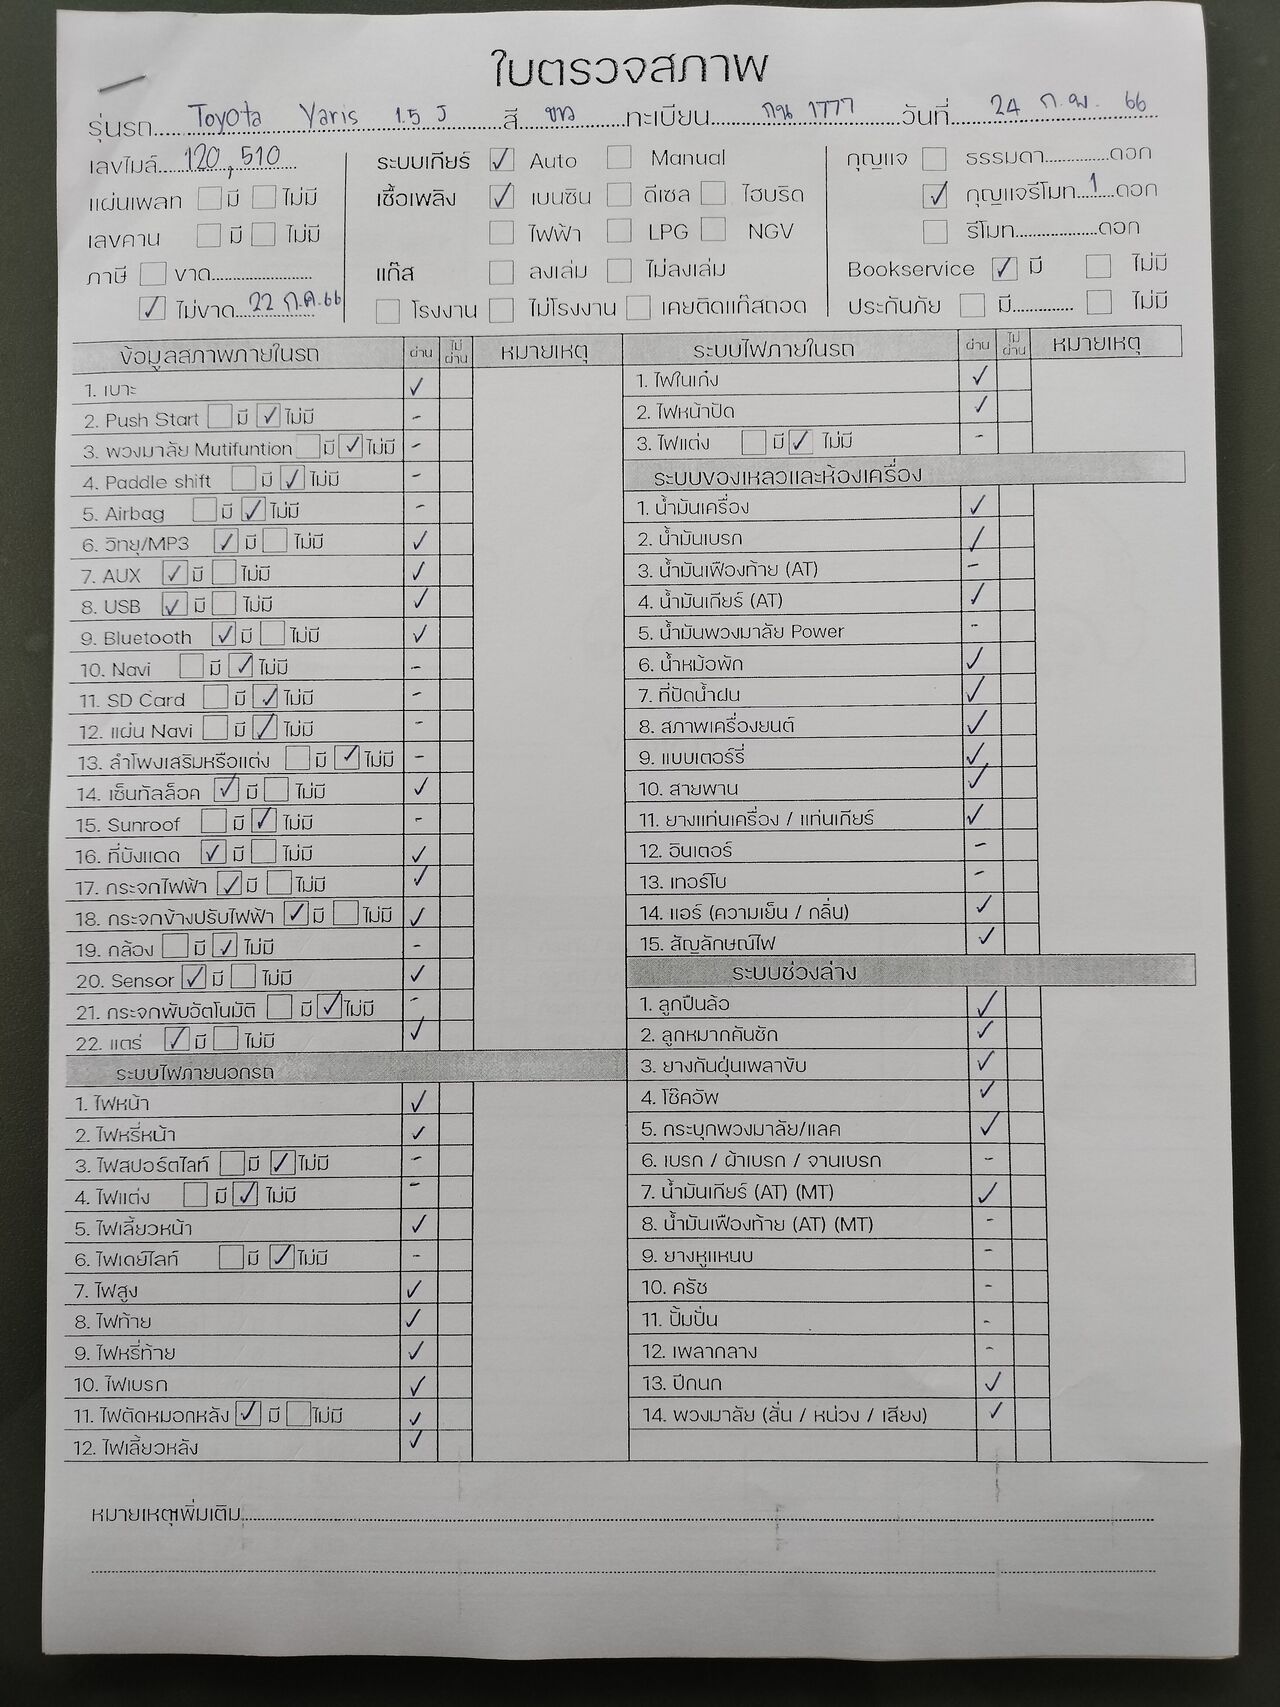 ใบตรวจสภาพ
รุ่นรถ Toyota Yaris 1.5 J สี ขาว ทะเบียน กน 1777 วันที่ 24 ก.พ. 66
เลขไมล์ 120,510 ระบบเกียร์ ☑ Auto ☐ Manual กุญแจ ☐ ธรรมดา ดอก
แผ่นเพลท ☐ มี ☐ ไม่มี เชื้อเพลิง ☑ เบนซิน ☐ ดีเซล ☐ ไฮบริด ☑ กุญแจรีโมท 1 ดอก
เลขคาน ☐ มี ☐ ไม่มี ☐ ไฟฟ้า ☐ LPG ☐ NGV ☐ รีโมท ดอก
ภาษี ☐ ขาด แก๊ส ☐ ลงเล่ม ☐ ไม่ลงเล่ม Bookservice ☑ มี ☐ ไม่มี
☑ ไม่ขาด 22 ก.ค. 66 ☐ โรงงาน ☐ ไม่โรงงาน ☐ เคยติดแก๊สถอด ประกันภัย ☐ มี ☐ ไม่มี
ข้อมูลสภาพภายในรถ ผ่าน ไม่ผ่าน หมายเหตุ
1. เบาะ ✓
2. Push Start ☐ มี ☑ ไม่มี -
3. พวงมาลัย Mutifuntion ☐ มี ☑ ไม่มี -
4. Paddle shift ☐ มี ☑ ไม่มี -
5. Airbag ☐ มี ☑ ไม่มี -
6. วิทยุ/MP3 ☑ มี ☐ ไม่มี ✓
7. AUX ☑ มี ☐ ไม่มี ✓
8. USB ☑ มี ☐ ไม่มี ✓
9. Bluetooth ☑ มี ☐ ไม่มี ✓
10. Navi ☐ มี ☑ ไม่มี -
11. SD Card ☐ มี ☑ ไม่มี -
12. แผ่น Navi ☐ มี ☑ ไม่มี -
13. ลำโพงเสริมหรือแต่ง ☐ มี ☑ ไม่มี -
14. เซ็นทัลล็อค ☑ มี ☐ ไม่มี ✓
15. Sunroof ☐ มี ☑ ไม่มี -
16. ที่บังแดด ☑ มี ☐ ไม่มี ✓
17. กระจกไฟฟ้า ☑ มี ☐ ไม่มี ✓
18. กระจกข้างปรับไฟฟ้า ☑ มี ☐ ไม่มี ✓
19. กล้อง ☐ มี ☑ ไม่มี -
20. Sensor ☑ มี ☐ ไม่มี ✓
21. กระจกพับอัตโนมัติ ☐ มี ☑ ไม่มี -
22. แตร ☑ มี ☐ ไม่มี ✓
ระบบไฟภายนอกรถ
1. ไฟหน้า ✓
2. ไฟหรี่หน้า ✓
3. ไฟสปอร์ตไลท์ ☐ มี ☑ ไม่มี -
4. ไฟแต่ง ☐ มี ☑ ไม่มี -
5. ไฟเลี้ยวหน้า ✓
6. ไฟเดย์ไลท์ ☐ มี ☑ ไม่มี -
7. ไฟสูง ✓
8. ไฟท้าย ✓
9. ไฟหรี่ท้าย ✓
10. ไฟเบรก ✓
11. ไฟตัดหมอกหลัง ☑ มี ☐ ไม่มี ✓
12. ไฟเลี้ยวหลัง ✓
ระบบไฟภายในรถ ผ่าน ไม่ผ่าน หมายเหตุ
1. ไฟในเก๋ง ✓
2. ไฟหน้าปัด ✓
3. ไฟแต่ง ☐ มี ☑ ไม่มี -
ระบบของเหลวและห้องเครื่อง
1. น้ำมันเครื่อง ✓
2. น้ำมันเบรก ✓
3. น้ำมันเฟืองท้าย (AT) -
4. น้ำมันเกียร์ (AT) ✓
5. น้ำมันพวงมาลัย Power -
6. น้ำหม้อพัก ✓
7. ที่ปัดน้ำฝน ✓
8. สภาพเครื่องยนต์ ✓
9. แบบเตอร์รี่ ✓
10. สายพาน ✓
11. ยางแท่นเครื่อง / แท่นเกียร์ ✓
12. อินเตอร์ -
13. เทอร์โบ -
14. แอร์ (ความเย็น / กลิ่น) ✓
15. สัญลักษณ์ไฟ ✓
ระบบช่วงล่าง
1. ลูกปืนล้อ ✓
2. ลูกหมากคันชัก ✓
3. ยางกันฝุ่นเพลาขับ ✓
4. โช๊คอัพ ✓
5. กระบุกพวงมาลัย/แลค ✓
6. เบรก / ผ้าเบรก / จานเบรก -
7. น้ำมันเกียร์ (AT) (MT) ✓
8. น้ำมันเฟืองท้าย (AT) (MT) -
9. ยางหูแหนบ -
10. ครัช -
11. ปั้มปั่น -
12. เพลากลาง -
13. ปีกนก ✓
14. พวงมาลัย (สั่น / หน่วง / เสียง) ✓
หมายเหตุเพิ่มเติม